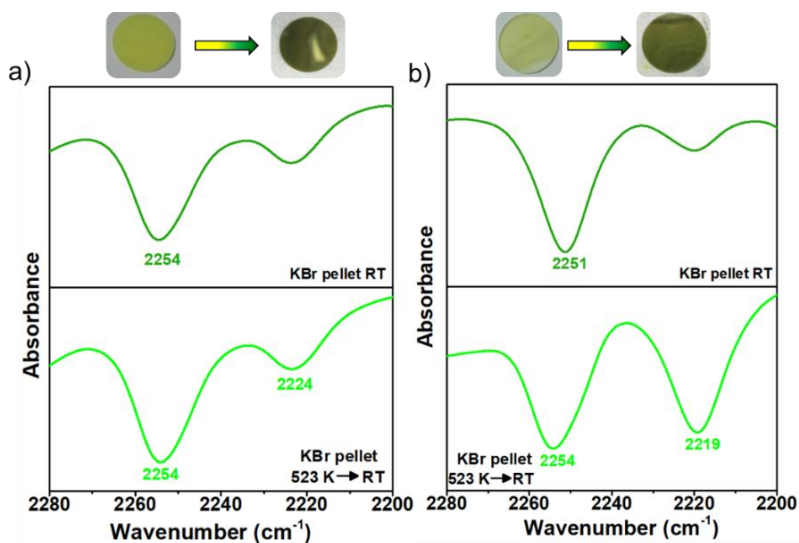 a)
Absorbance
2254
KBr pellet RT
2254
2224
KBr pellet
523 K→RT
2280 2260 2240 2220 2200
Wavenumber (cm-1)
b)
Absorbance
2251
KBr pellet RT
2254
2219
KBr pellet
523 K→RT
2280 2260 2240 2220 2200
Wavenumber (cm-1)